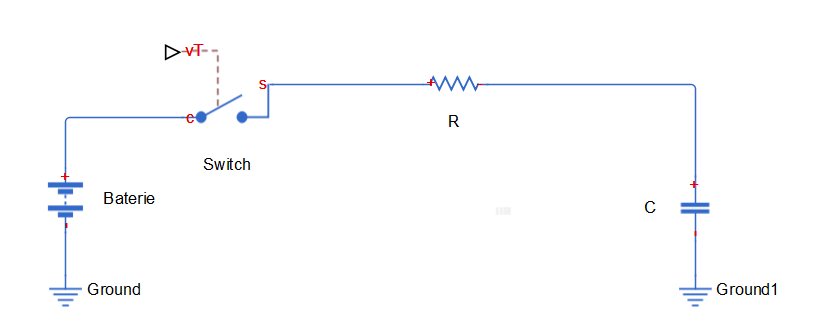 vT
s
+
-
R
c
Switch
+
Baterie
-
+
C
-
Ground
Ground1